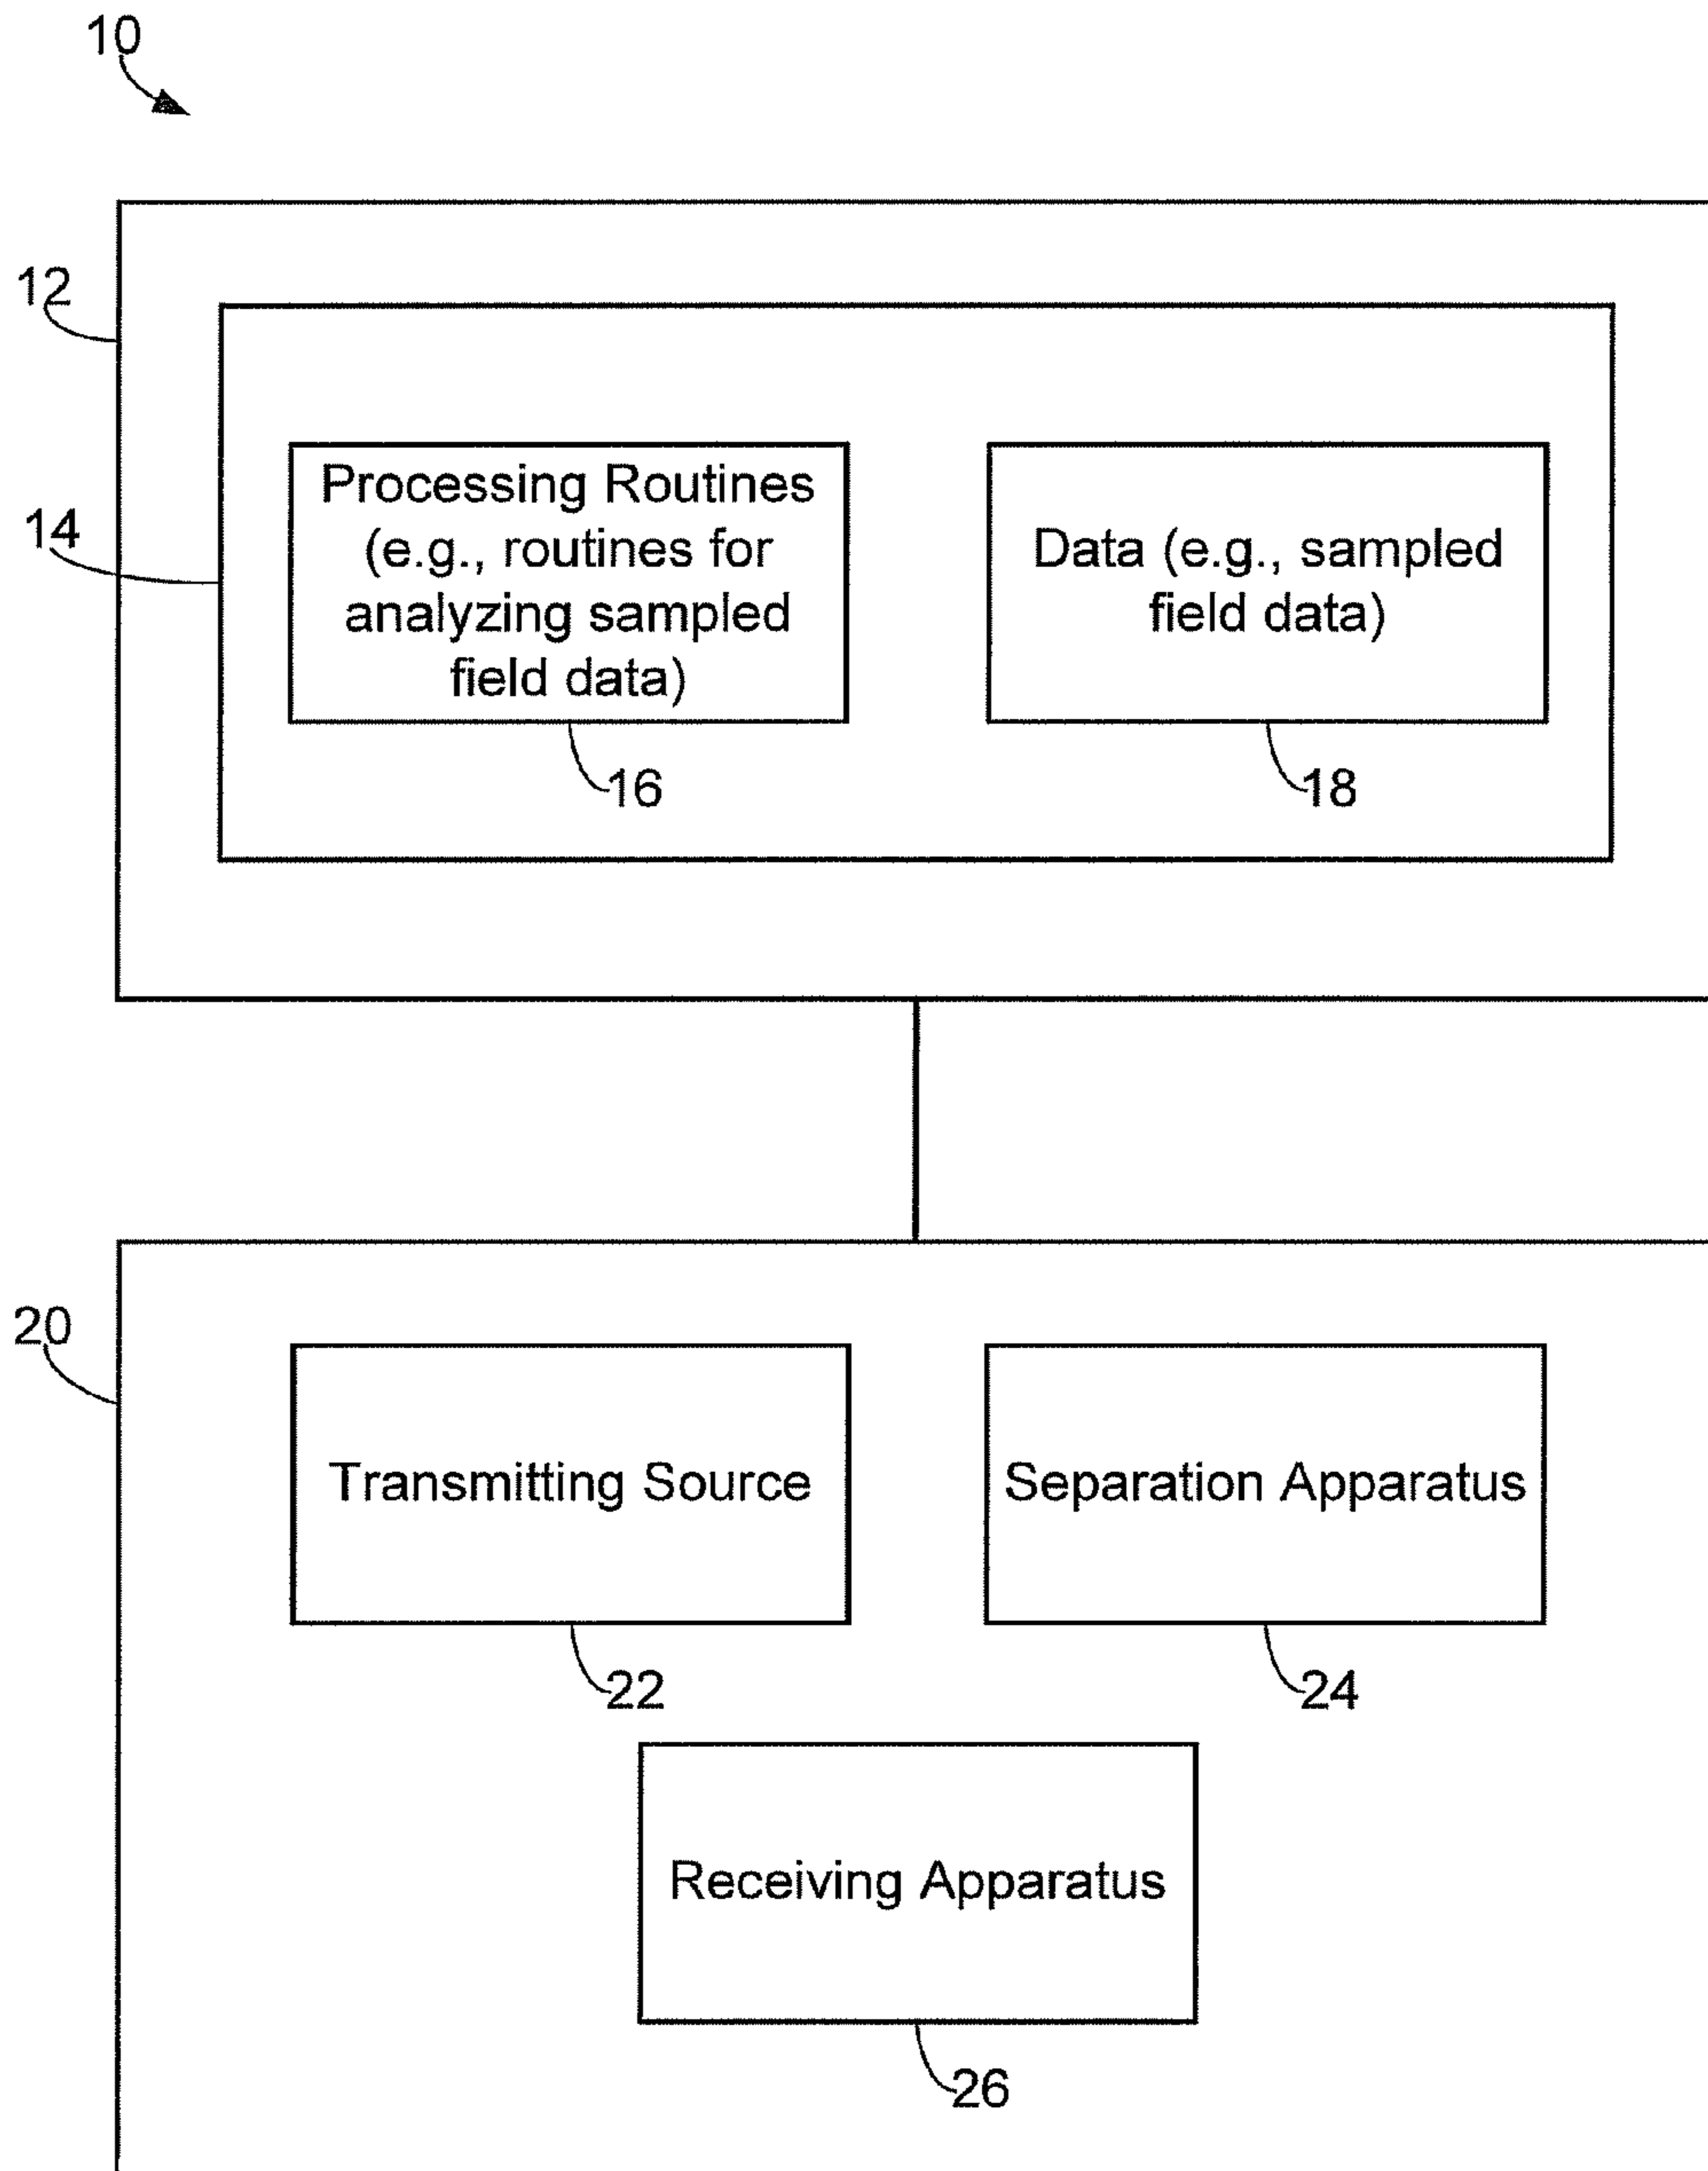 10
12
14
Processing Routines
(e.g., routines for
analyzing sampled
field data)
Data (e.g., sampled
field data)
16
18
20
Transmitting Source
Separation Apparatus
22
24
Receiving Apparatus
26